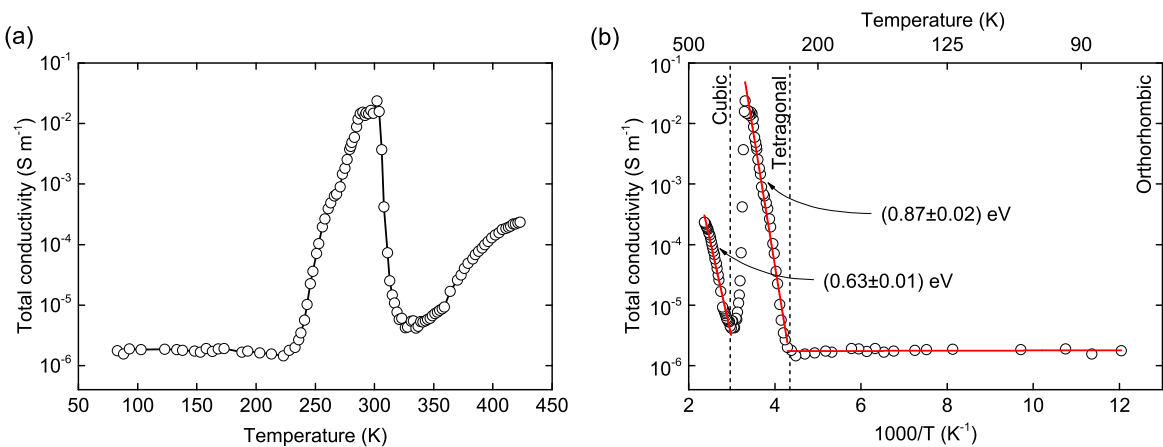 (a)
Total conductivity (S m⁻¹)
10⁻¹
10⁻²
10⁻³
10⁻⁴
10⁻⁵
10⁻⁶
50 100 150 200 250 300 350 400 450
Temperature (K)
(b)
Temperature (K)
500 200 125 90
Total conductivity (S m⁻¹)
10⁻¹
10⁻²
10⁻³
10⁻⁴
10⁻⁵
10⁻⁶
Cubic
Tetragonal
Orthorhombic
(0.87±0.02) eV
(0.63±0.01) eV
2 4 6 8 10 12
1000/T (K⁻¹)